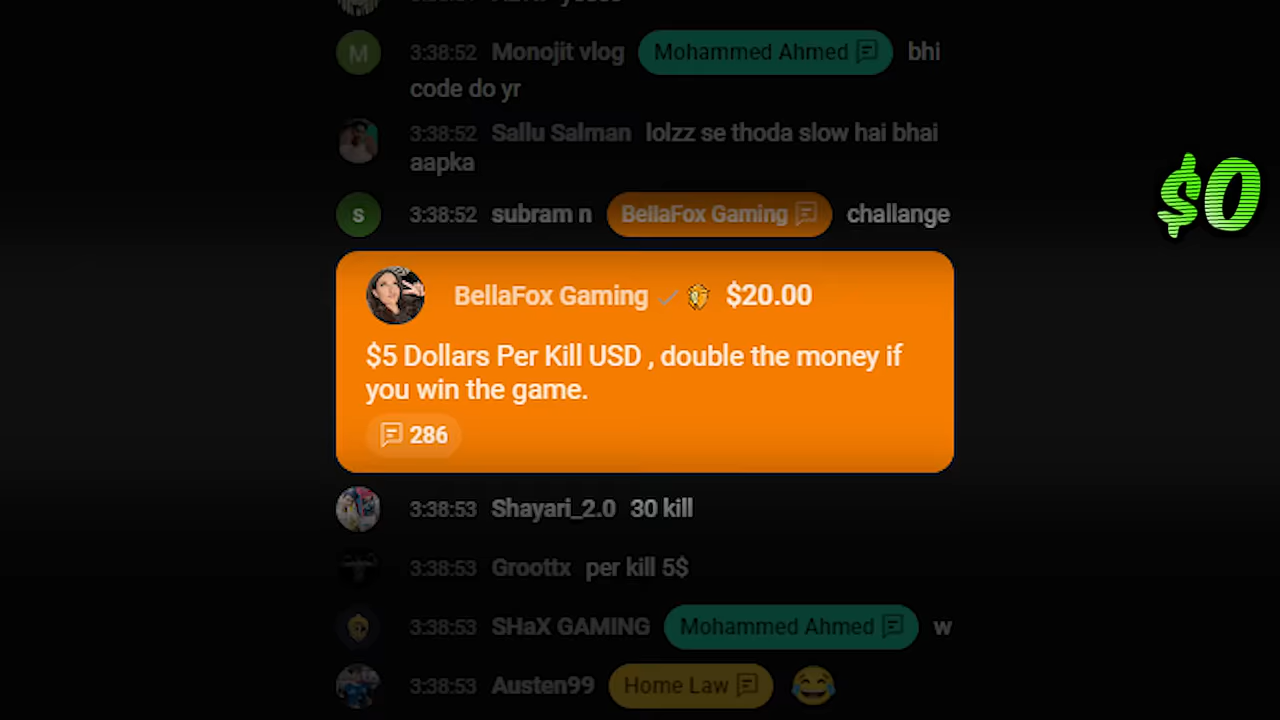 M 3:38:52 Monojit vlog Mohammed Ahmed bhi
code do yr
3:38:52 Sallu Salman lolzz se thoda slow hai bhai
aapka
$0
s 3:38:52 subram n BellaFox Gaming challange
BellaFox Gaming $20.00
$5 Dollars Per Kill USD , double the money if
you win the game.
286
3:38:53 Shayari_2.0 30 kill
3:38:53 Groottx per kill 5$
3:38:53 SHaX GAMING Mohammed Ahmed w
3:38:53 Austen99 Home Law 😂